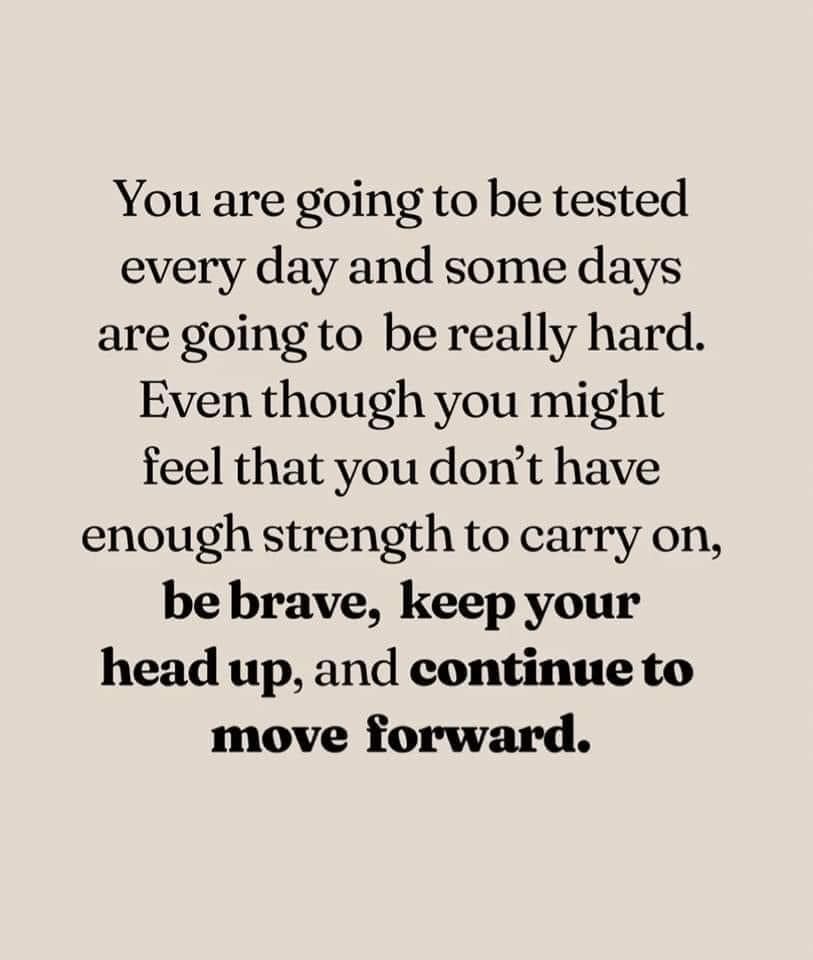 You are going to be tested
every day and some days
are going to be really hard.
Even though you might
feel that you don’t have
enough strength to carry on,
be brave, keep your
head up, and continue to
move forward.